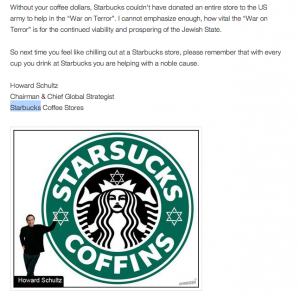 Without your coffee dollars, Starbucks couldn't have donated an entire store to the US
army to help in the "War on Terror". I cannot emphasize enough, how vital the "War on
Terror" is for the continued viability and prospering of the Jewish State.
So next time you feel like chilling out at a Starbucks store, please remember that with every
cup you drink at Starbucks you are helping with a noble cause.
Howard Schultz
Chairman & Chief Global Strategist
Starbucks Coffee Stores
STARSUCKS
COFFINS
Howard Schultz